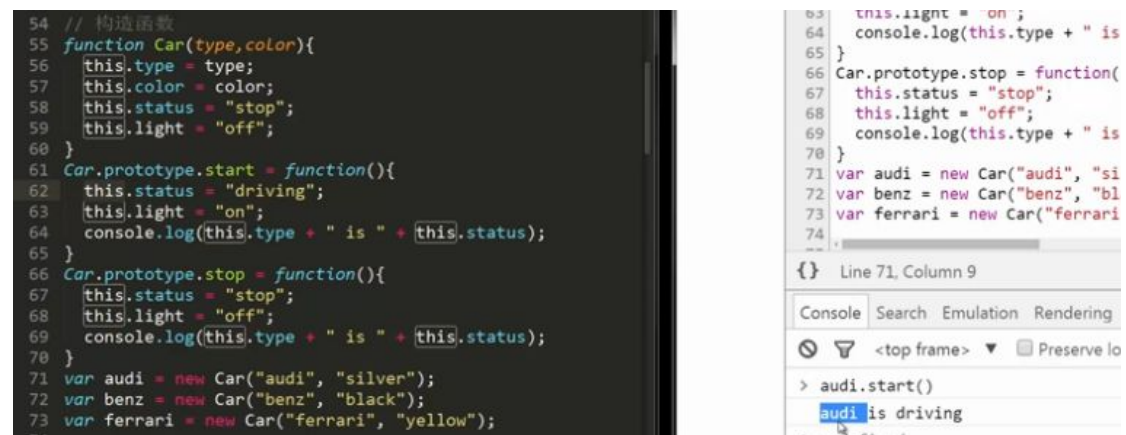 54 // 构造函数
55 function Car(type,color){
56 this.type = type;
57 this.color = color;
58 this.status = "stop";
59 this.light = "off";
60 }
61 Car.prototype.start = function(){
62 this.status = "driving";
63 this.light = "on";
64 console.log(this.type + " is " + this.status);
65 }
66 Car.prototype.stop = function(){
67 this.status = "stop";
68 this.light = "off";
69 console.log(this.type + " is " + this.status);
70 }
71 var audi = new Car("audi", "silver");
72 var benz = new Car("benz", "black");
73 var ferrari = new Car("ferrari", "yellow");
63 this.light = "on";
64 console.log(this.type + " is
65 }
66 Car.prototype.stop = function(
67 this.status = "stop";
68 this.light = "off";
69 console.log(this.type + " is
70 }
71 var audi = new Car("audi", "si
72 var benz = new Car("benz", "bl
73 var ferrari = new Car("ferrari
74
{} Line 71, Column 9
Console Search Emulation Rendering
<top frame> ▼ Preserve lo
> audi.start()
audi is driving